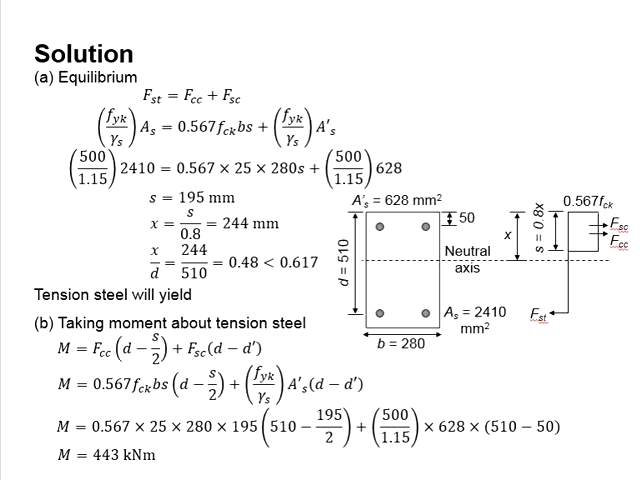 Solution
(a) Equilibrium
F_st = F_cc + F_sc
(f_yk/γ_s) A_s = 0.567f_ck bs + (f_yk/γ_s) A'_s
(500/1.15) 2410 = 0.567 × 25 × 280s + (500/1.15) 628
s = 195 mm
x = s/0.8 = 244 mm
x/d = 244/510 = 0.48 < 0.617
Tension steel will yield
A'_s = 628 mm²
50
d = 510
Neutral
axis
A_s = 2410
mm²
b = 280
x
s = 0.8x
0.567f_ck
F_sc
F_cc
F_st
(b) Taking moment about tension steel
M = F_cc (d − s/2) + F_sc(d − d')
M = 0.567f_ck bs (d − s/2) + (f_yk/γ_s) A'_s(d − d')
M = 0.567 × 25 × 280 × 195 (510 − 195/2) + (500/1.15) × 628 × (510 − 50)
M = 443 kNm